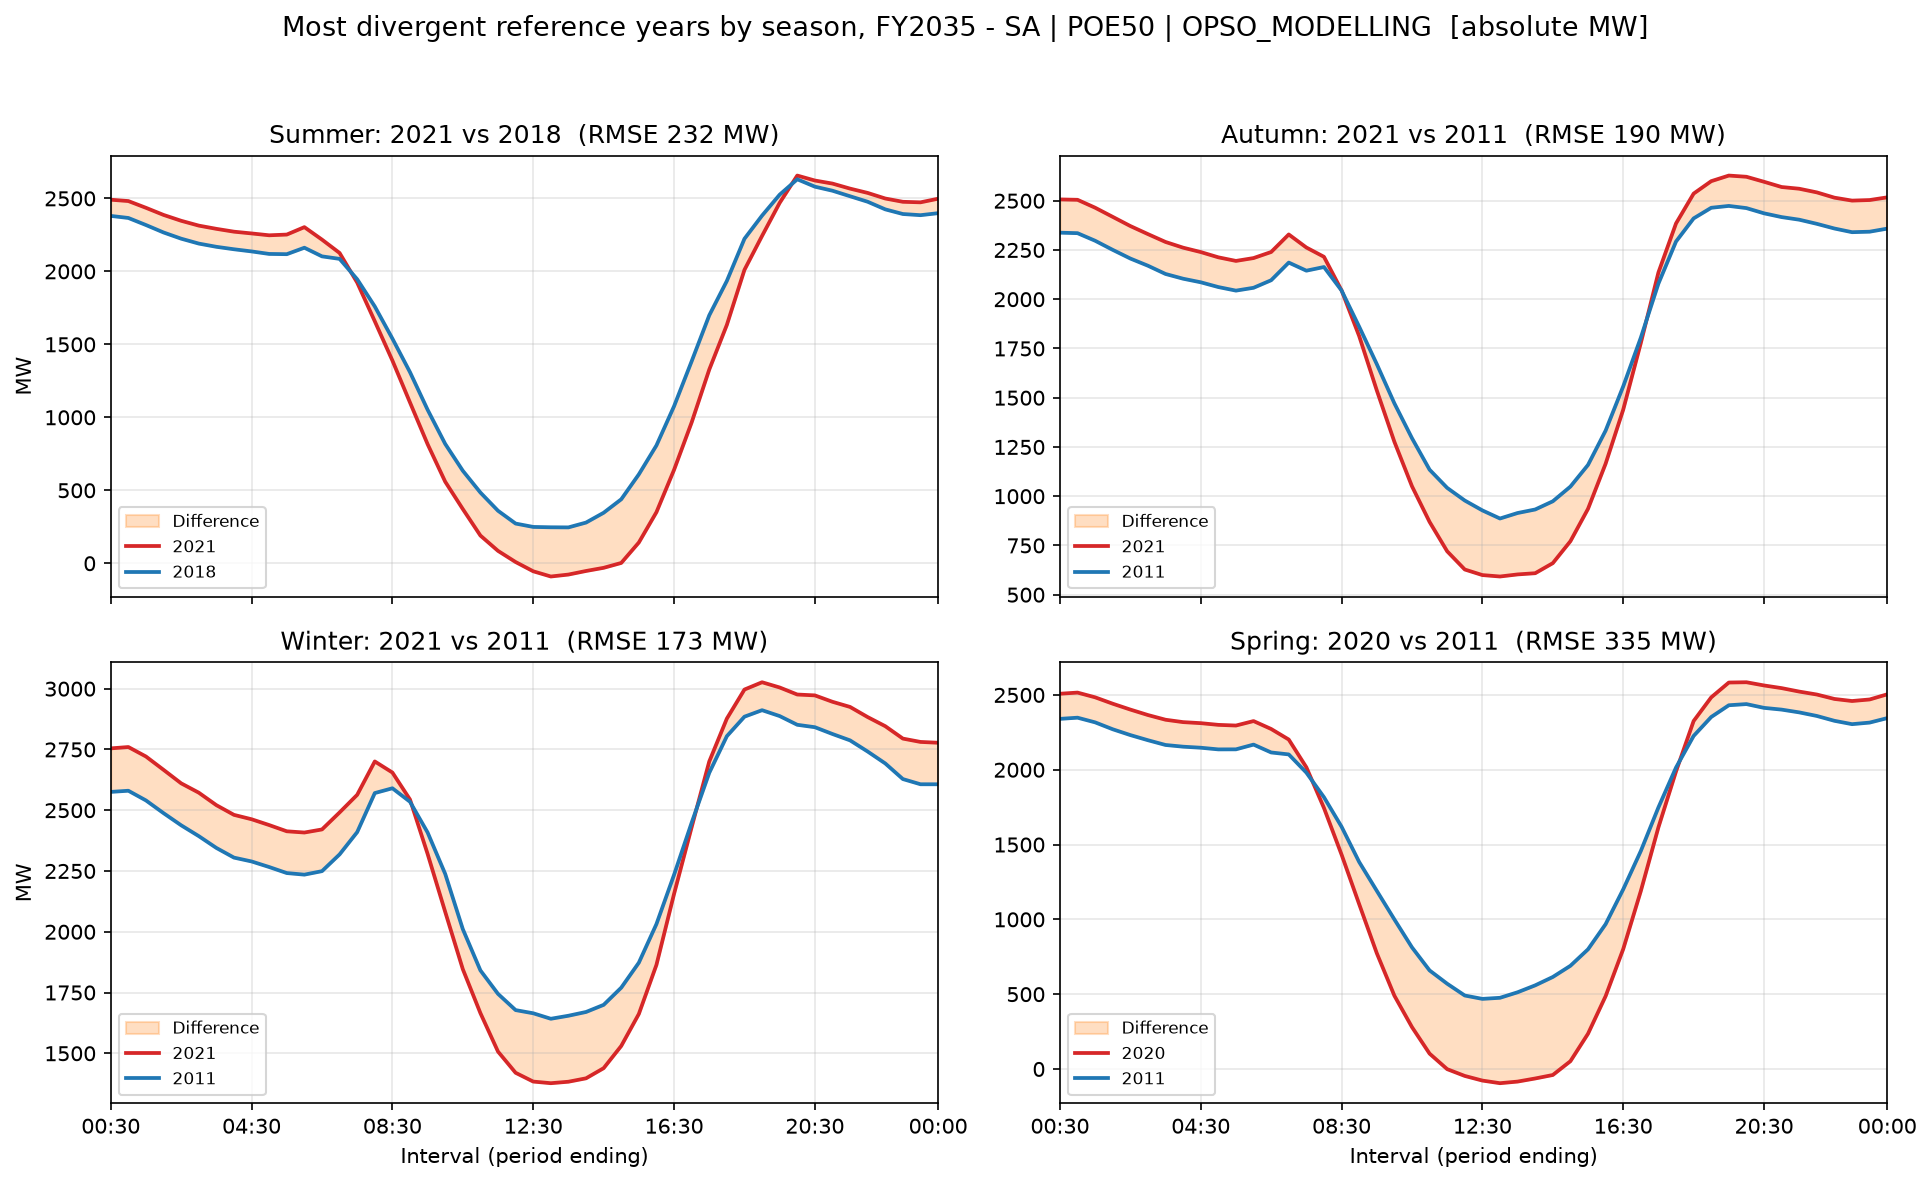 Most divergent reference years by season, FY2035 - SA | POE50 | OPSO_MODELLING  [absolute MW]
Summer: 2021 vs 2018  (RMSE 232 MW)
2500
2000
1500
1000
500
0
MW
Difference
2021
2018
Autumn: 2021 vs 2011  (RMSE 190 MW)
2500
2250
2000
1750
1500
1250
1000
750
500
Difference
2021
2011
Winter: 2021 vs 2011  (RMSE 173 MW)
3000
2750
2500
2250
2000
1750
1500
MW
Difference
2021
2011
00:30 04:30 08:30 12:30 16:30 20:30 00:00
Interval (period ending)
Spring: 2020 vs 2011  (RMSE 335 MW)
2500
2000
1500
1000
500
0
Difference
2020
2011
00:30 04:30 08:30 12:30 16:30 20:30 00:00
Interval (period ending)